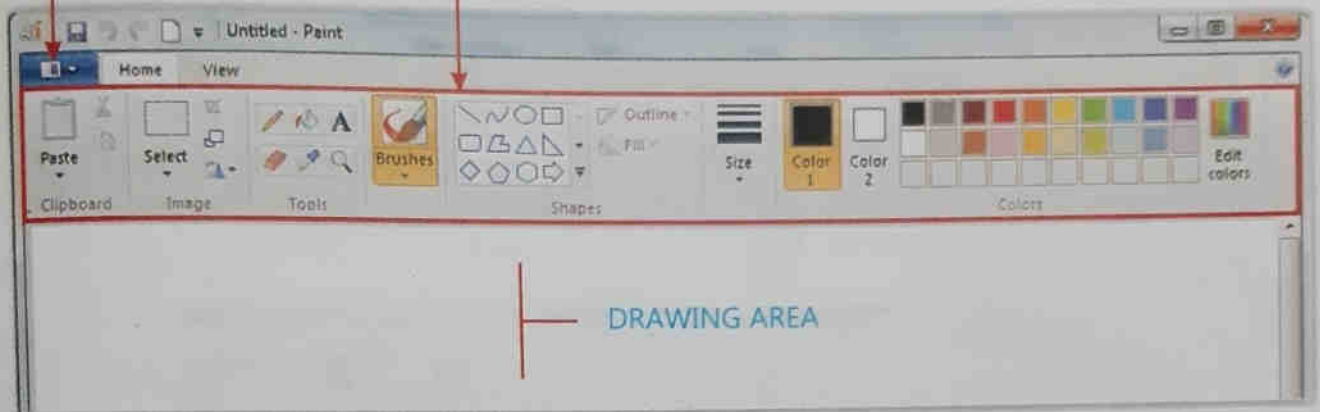 Untitled - Paint
Home View
Outline
Fill
Paste Select A Brushes Size Color 1 Color 2 Edit colors
Clipboard Image Tools Shapes Colors
DRAWING AREA